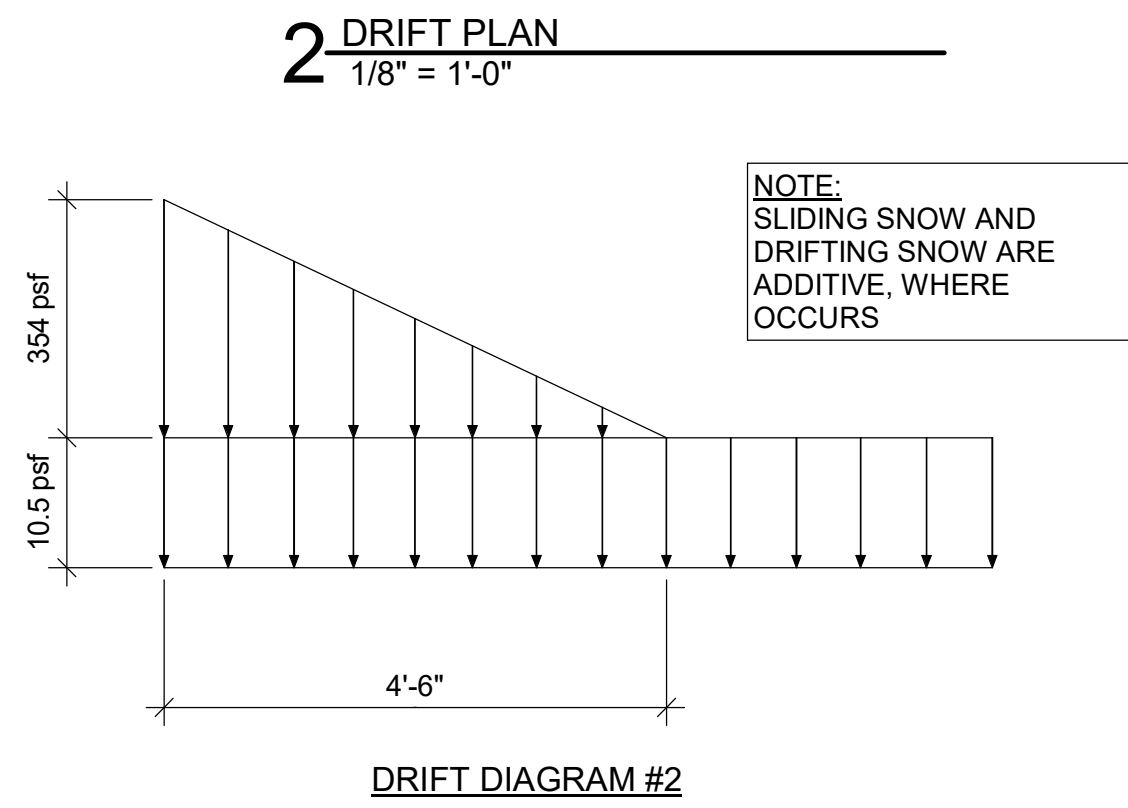 2 DRIFT PLAN
1/8" = 1'-0"
NOTE:
SLIDING SNOW AND
DRIFTING SNOW ARE
ADDITIVE, WHERE
OCCURS
354 psf
10.5 psf
4'-6"
DRIFT DIAGRAM #2